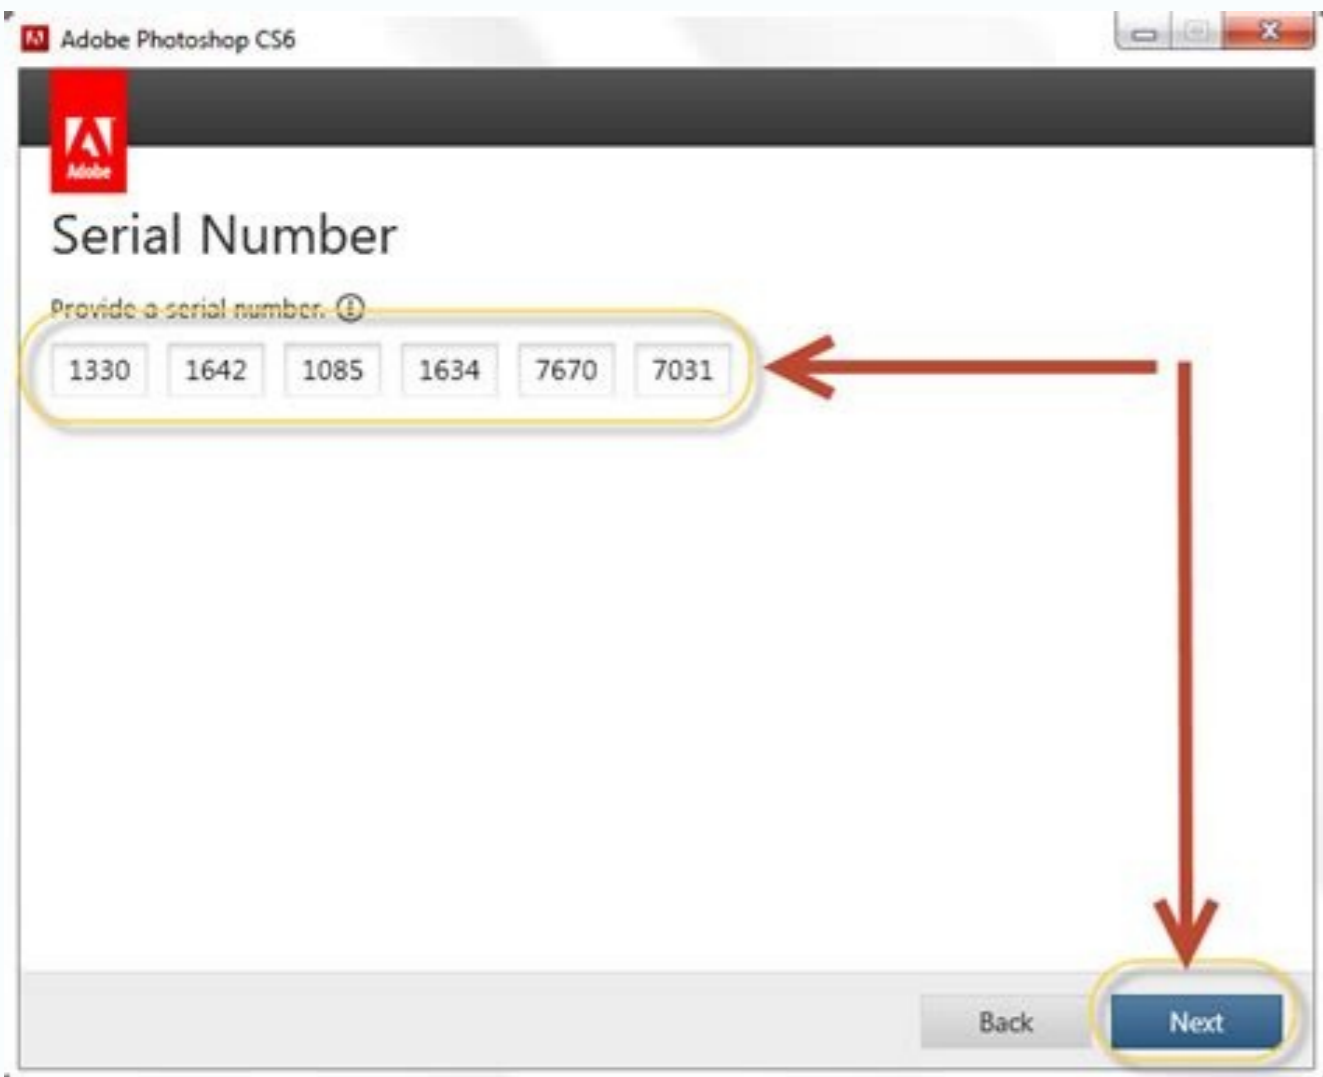 Adobe Photoshop CS6
Adobe
Serial Number
Provide a serial number.
1330 1642 1085 1634 7670 7031
Back Next